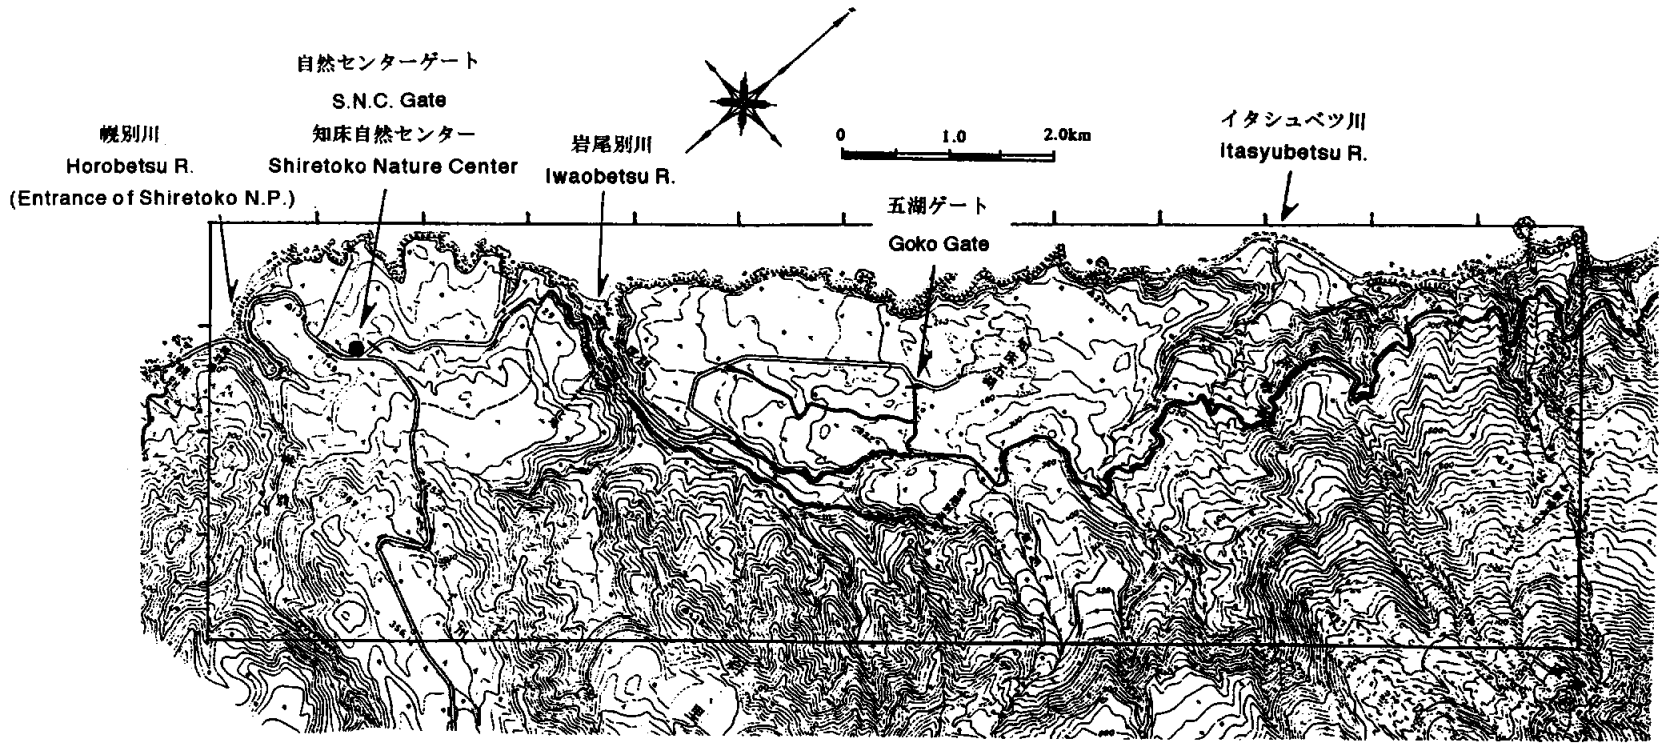 自然センターゲート
S.N.C. Gate
幌別川
Horobetsu R.
(Entrance of Shiretoko N.P.)
知床自然センター
Shiretoko Nature Center
岩尾別川
Iwaobetsu R.
0 1.0 2.0km
イタシュベツ川
Itasyubetsu R.
五湖ゲート
Goko Gate